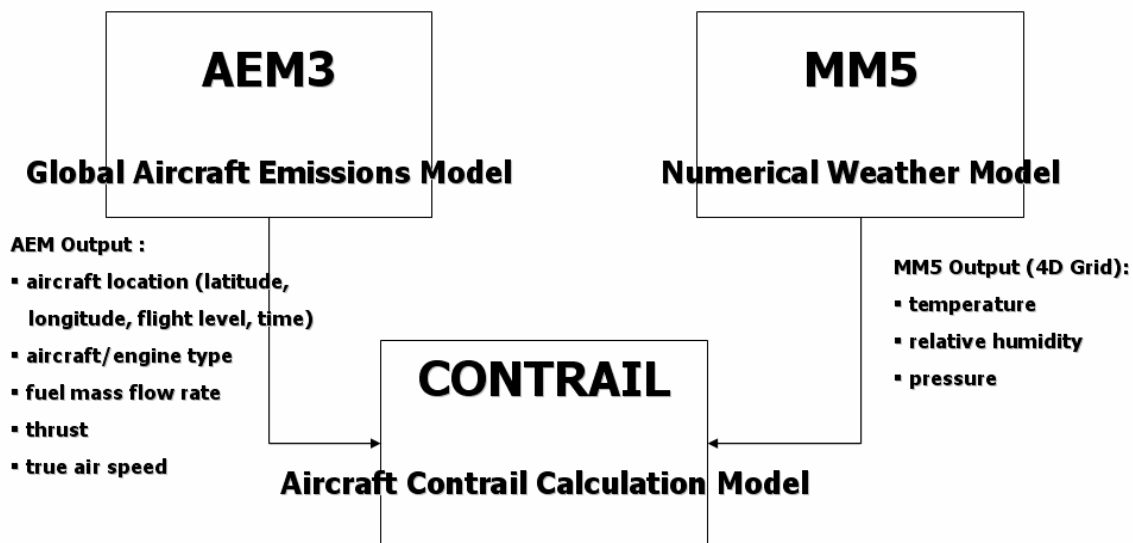 AEM3
Global Aircraft Emissions Model
MM5
Numerical Weather Model
AEM Output :
▪ aircraft location (latitude,
longitude, flight level, time)
▪ aircraft/engine type
▪ fuel mass flow rate
▪ thrust
▪ true air speed
MM5 Output (4D Grid):
▪ temperature
▪ relative humidity
▪ pressure
CONTRAIL
Aircraft Contrail Calculation Model